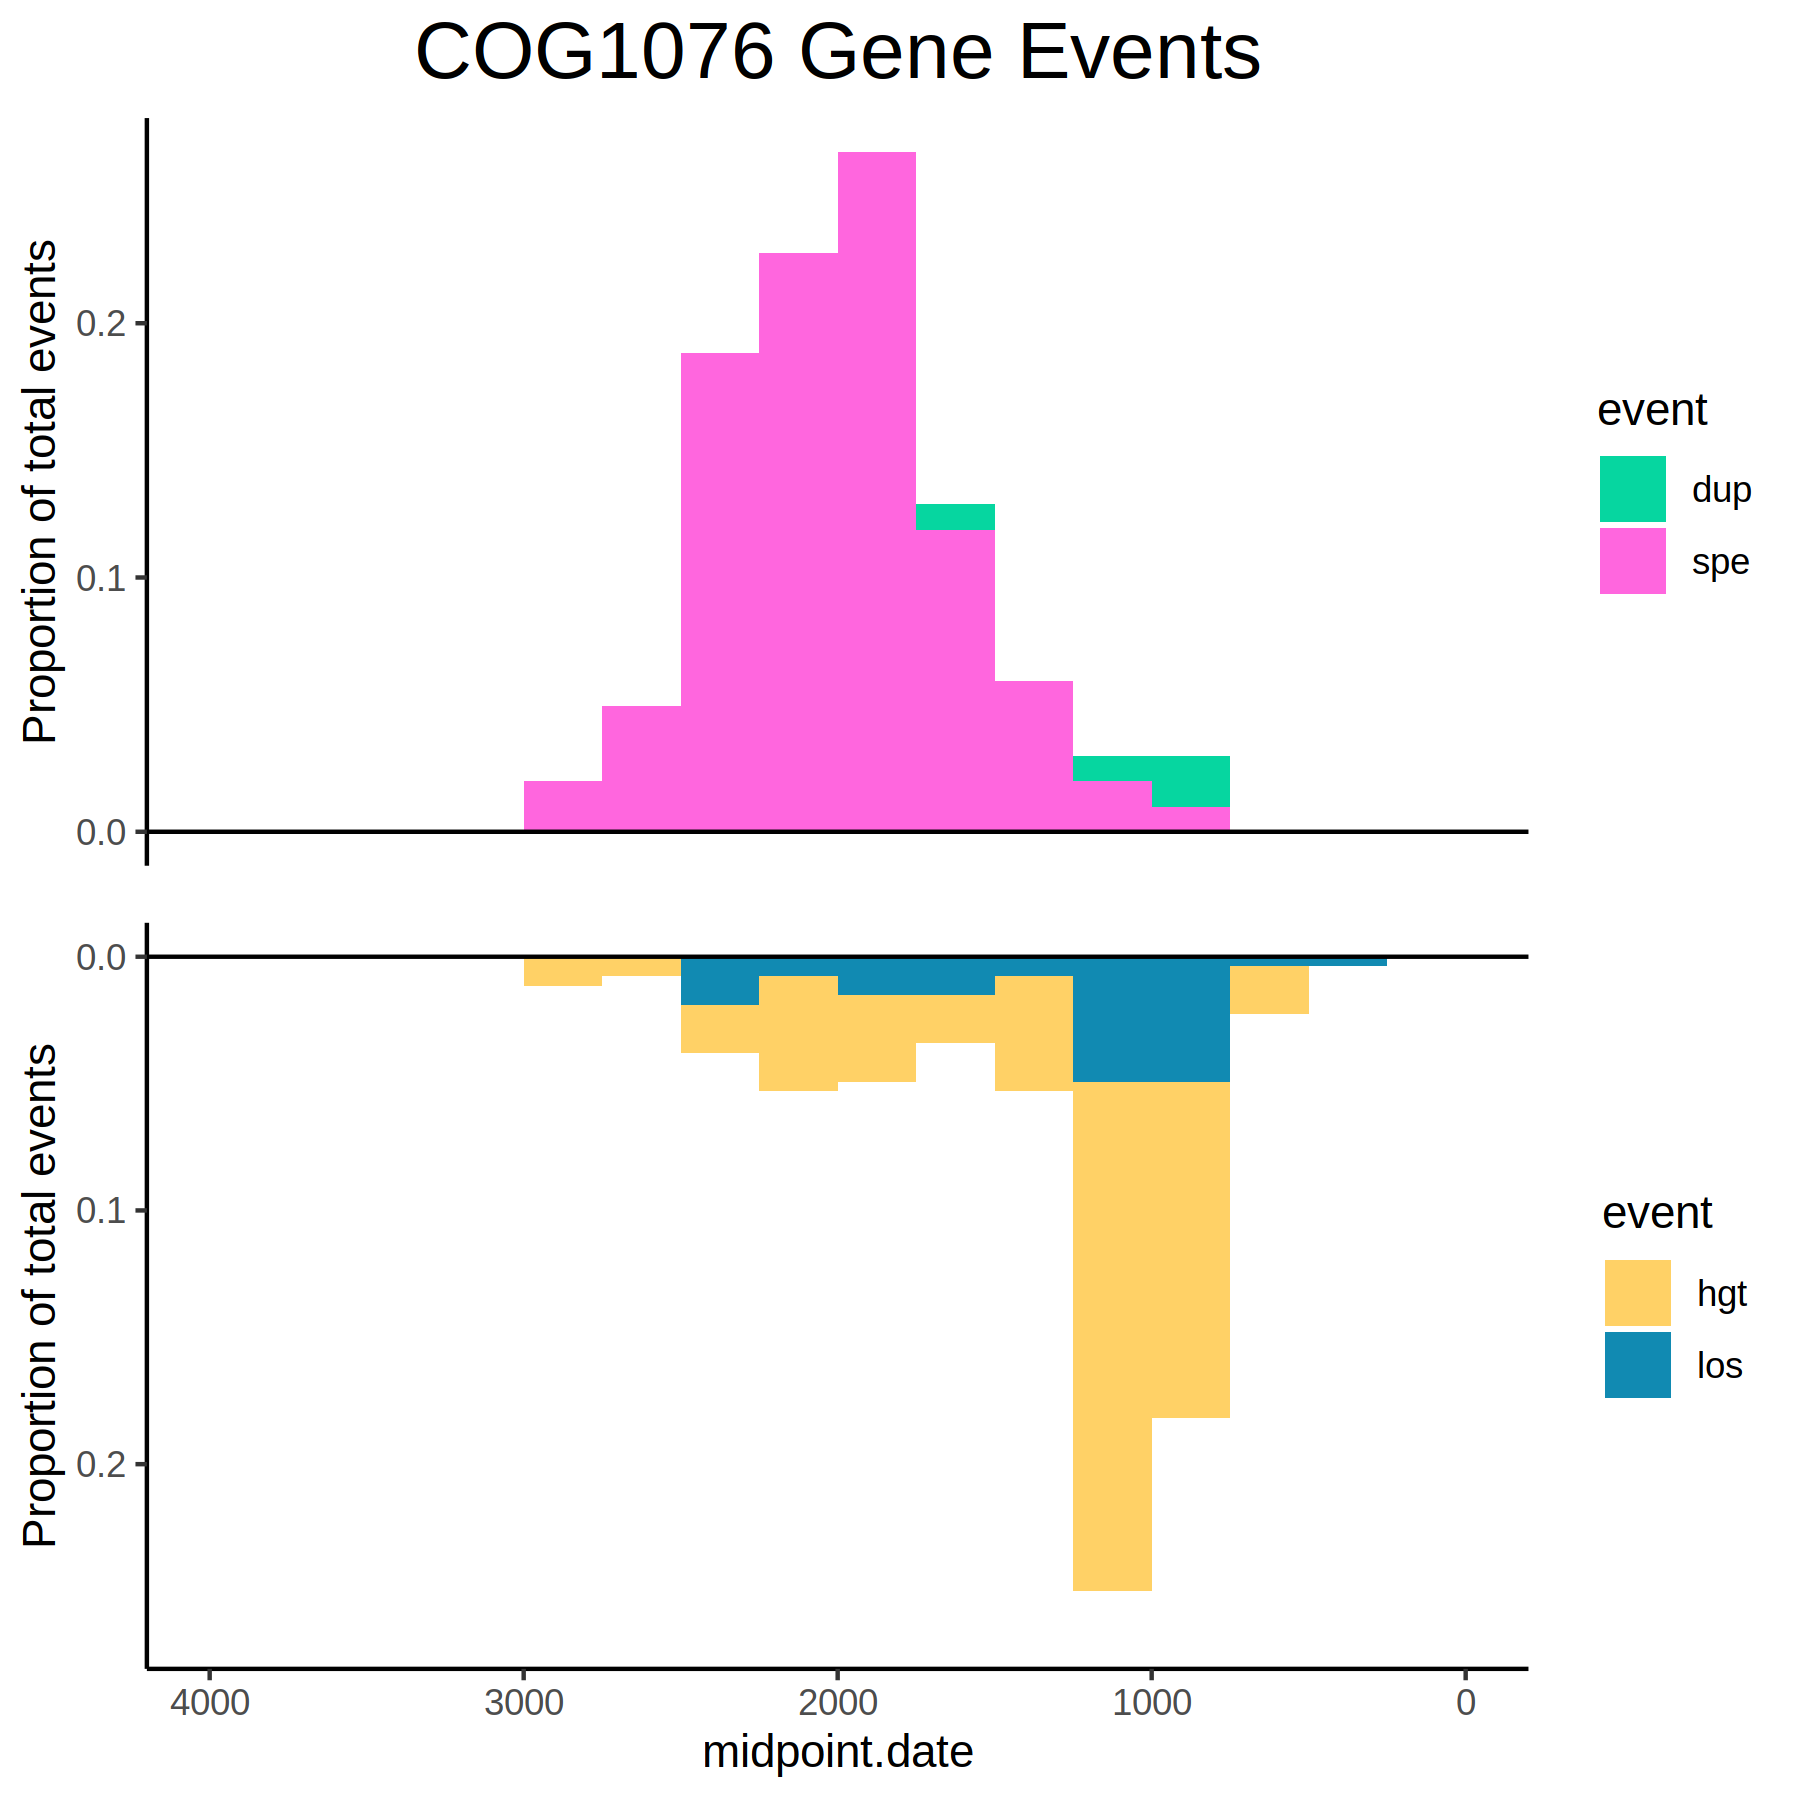 COG1076 Gene Events
Proportion of total events
0.2
0.1
0.0
event
dup
spe
Proportion of total events
0.0
0.1
0.2
event
hgt
los
4000 3000 2000 1000 0
midpoint.date